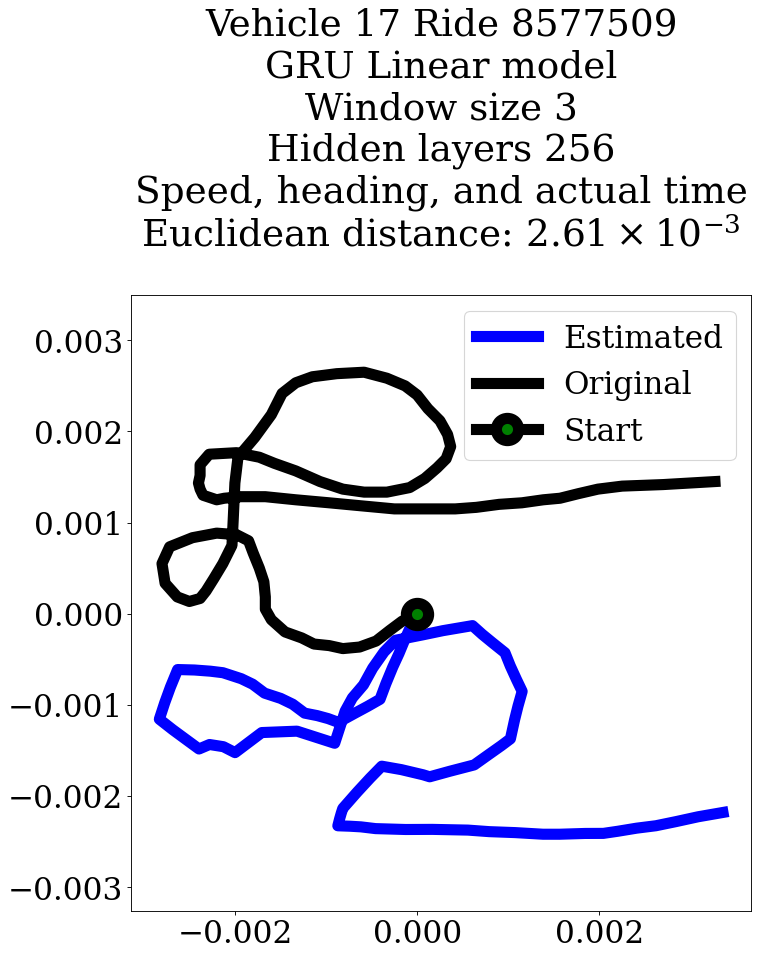 Vehicle 17 Ride 8577509
GRU Linear model
Window size 3
Hidden layers 256
Speed, heading, and actual time
Euclidean distance: 2.61 × 10⁻³
Estimated
Original
Start
0.003
0.002
0.001
0.000
−0.001
−0.002
−0.003
−0.002 0.000 0.002